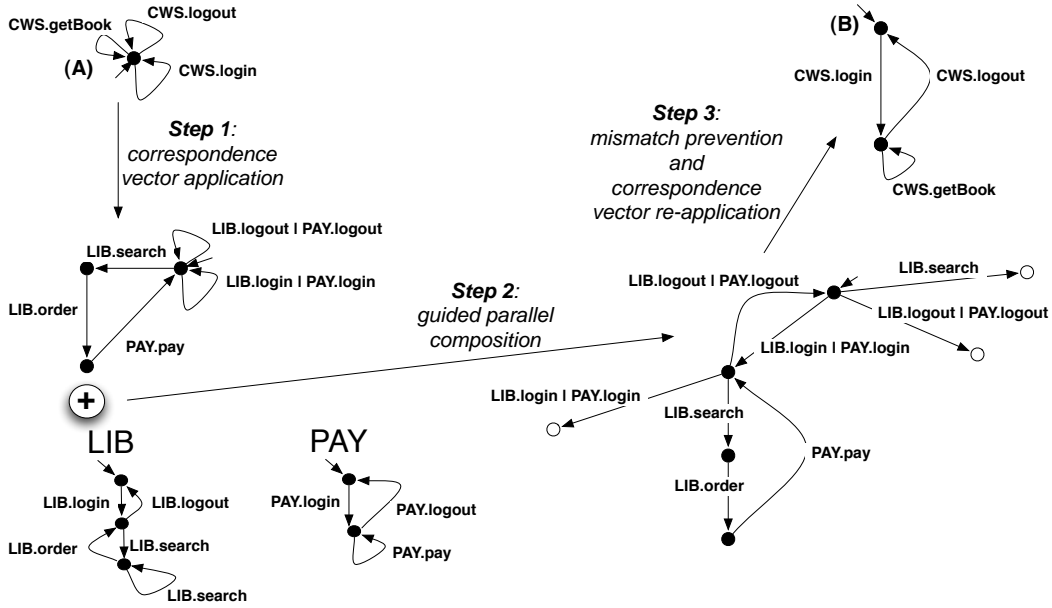 CWS.logout
CWS.getBook
(A)
CWS.login
Step 1:
correspondence
vector application
LIB.logout | PAY.logout
LIB.search
LIB.login | PAY.login
LIB.order
PAY.pay
+
Step 2:
guided parallel
composition
LIB
LIB.login
LIB.logout
LIB.order
LIB.search
LIB.search
PAY
PAY.login
PAY.logout
PAY.pay
Step 3:
mismatch prevention
and
correspondence
vector re-application
(B)
CWS.login
CWS.logout
CWS.getBook
LIB.search
LIB.logout | PAY.logout
LIB.logout | PAY.logout
LIB.login | PAY.login
LIB.login | PAY.login
LIB.search
PAY.pay
LIB.order